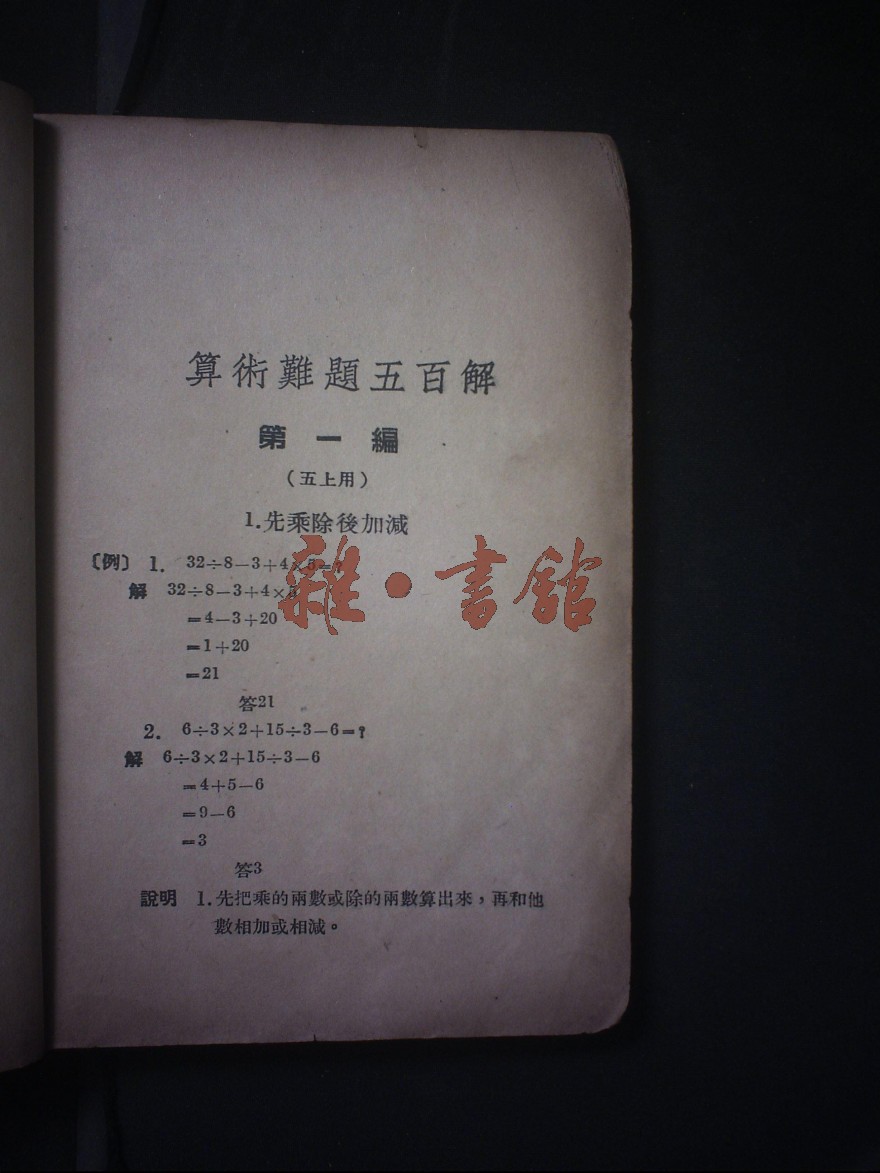 算術難題五百解
第一編
（五上用）
1.先乘除後加減
〔例〕 1. 32÷8－3＋4×5＝？
解 32÷8－3＋4×5
＝4－3＋20
＝1＋20
＝21
答21
2. 6÷3×2＋15÷3－6＝？
解 6÷3×2＋15÷3－6
＝4＋5－6
＝9－6
＝3
答3
說明 1.先把乘的兩數或除的兩數算出來，再和他
數相加或相減。
雜·書館